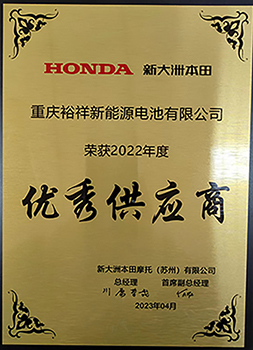 HONDA 新大洲本田
重庆裕祥新能源电池有限公司
荣获2022年度
优秀供应商
新大洲本田摩托（苏州）有限公司
总经理 首席副总经理
2023年04月